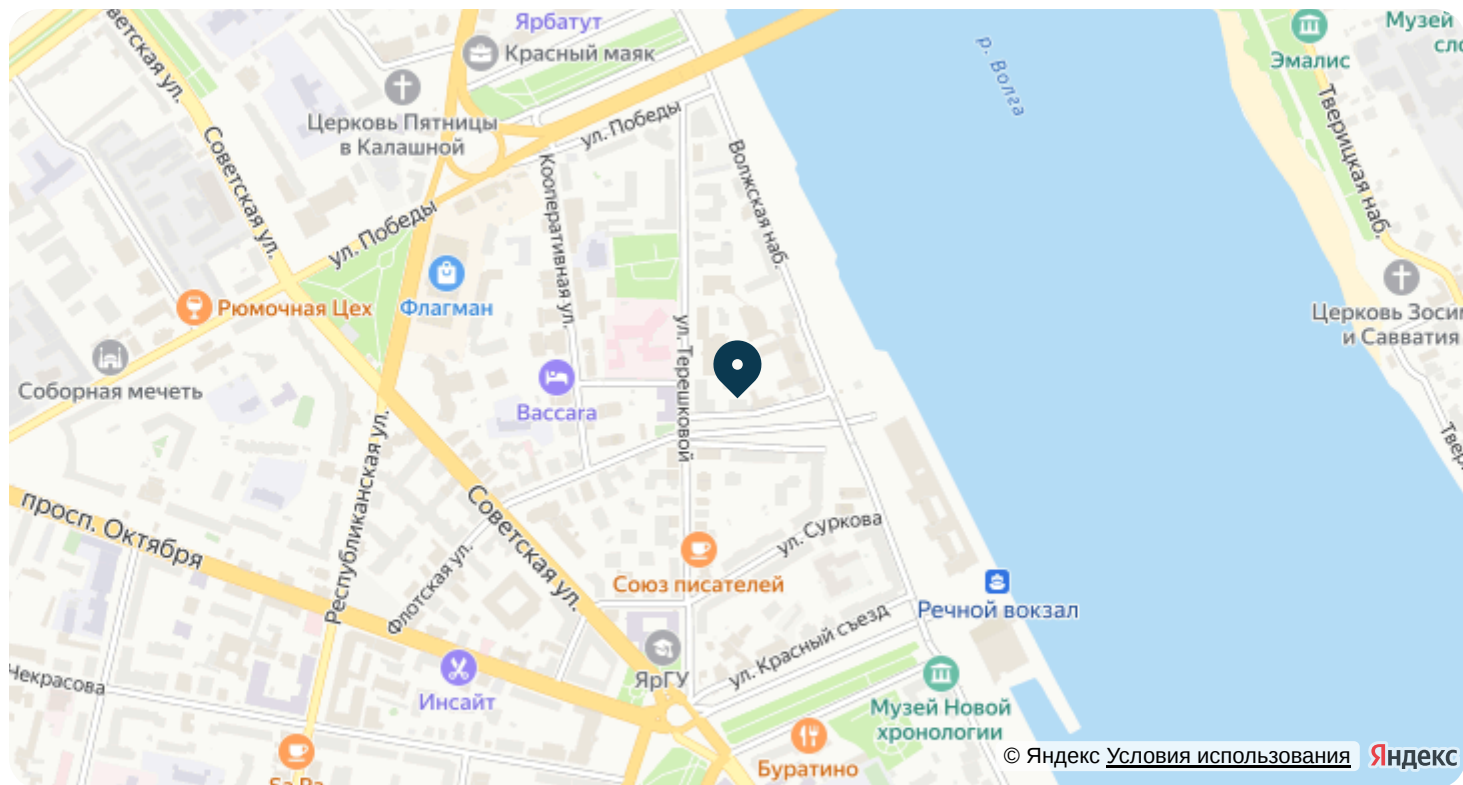 Ярбатут
Красный маяк
Церковь Пятницы
в Калашной
Советская ул.
Советская ул.
ул. Победы
ул. Победы
Кооперативная ул.
Волжская наб.
р. Волга
Эмалис
Музей
Тверицкая наб.
Церковь
и Савватия
Рюмочная Цех
Флагман
Соборная мечеть
Baccara
ул. Терешковой
просп. Октября
Республиканская ул.
Флотская ул.
Советская ул.
Союз писателей
ул. Суркова
Речной вокзал
ул. Красный съезд
ЯрГУ
Инсайт
Некрасова
Музей Новой
хронологии
Буратино
© Яндекс Условия использования Яндекс